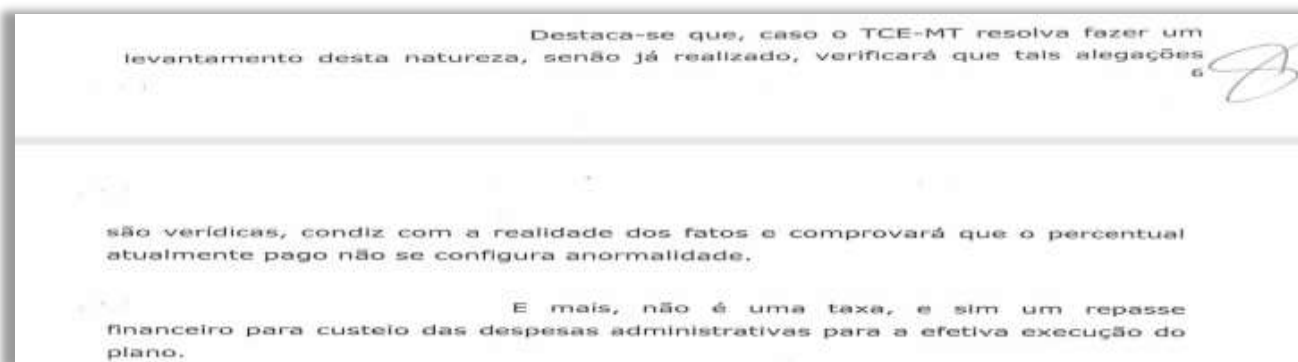 Destaca-se que, caso o TCE-MT resolva fazer um
levantamento desta natureza, senão já realizado, verificará que tais alegações
6
são verídicas, condiz com a realidade dos fatos e comprovará que o percentual
atualmente pago não se configura anormalidade.
E mais, não é uma taxa, e sim um repasse
financeiro para custeio das despesas administrativas para a efetiva execução do
plano.